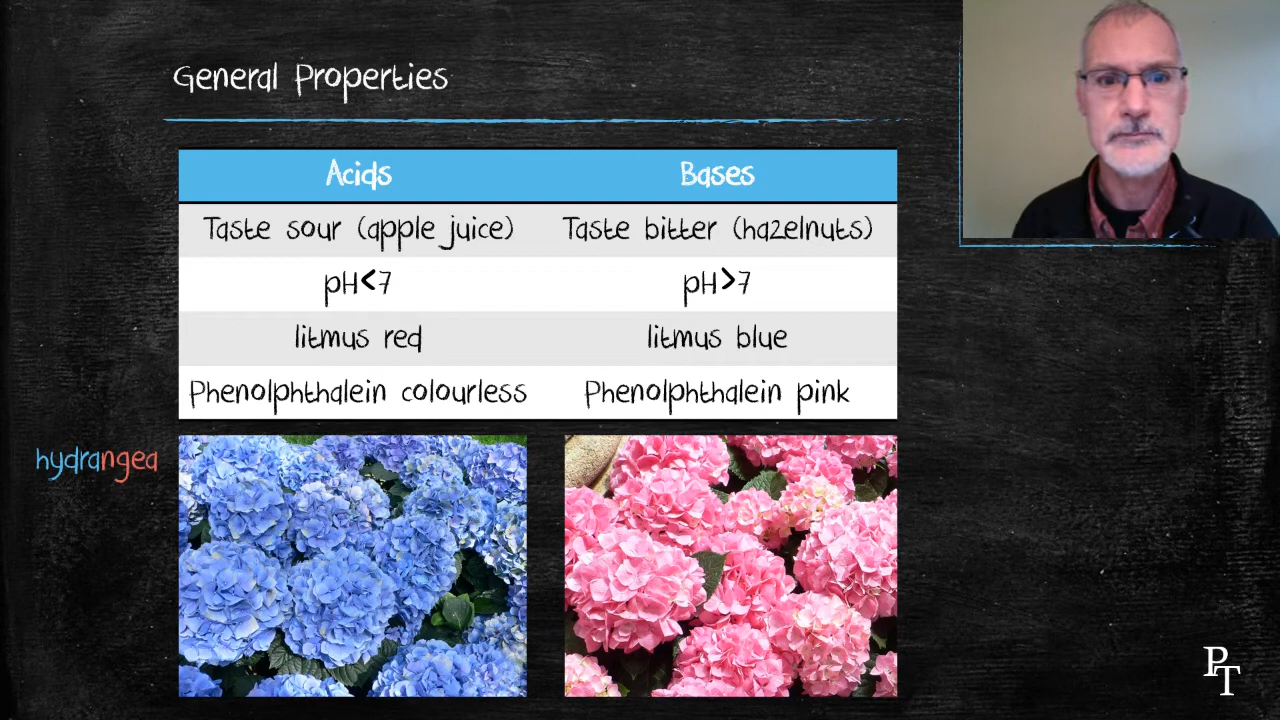 General Properties
Acids Bases
Taste sour (apple juice) Taste bitter (hazelnuts)
pH<7 pH>7
litmus red litmus blue
Phenolphthalein colourless Phenolphthalein pink
hydrangea
PT